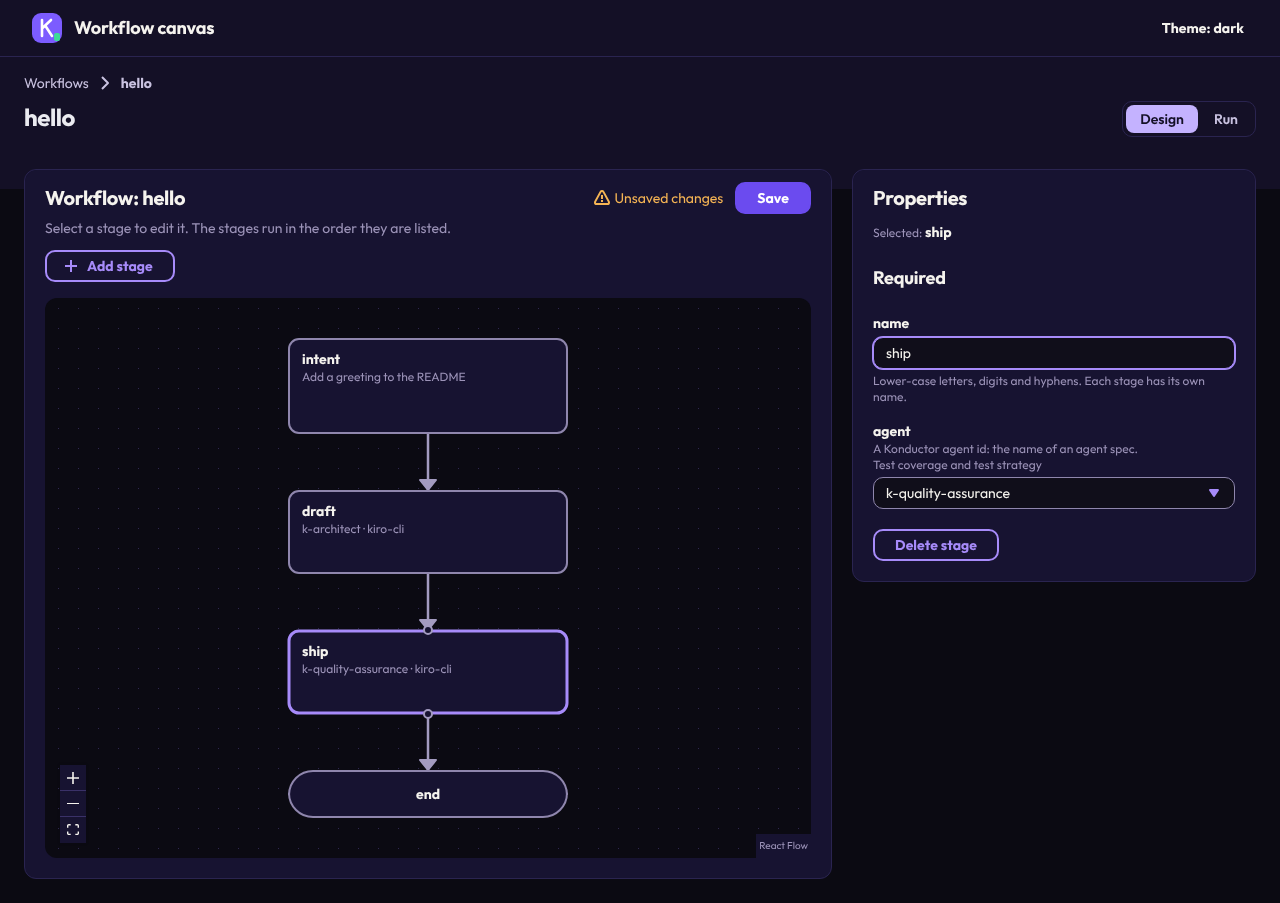 K
Workflow canvas
Theme: dark
Workflows
hello
hello
Design
Run
Workflow: hello
Unsaved changes
Save
Select a stage to edit it. The stages run in the order they are listed.
Add stage
intent
Add a greeting to the README
draft
k-architect · kiro-cli
ship
k-quality-assurance · kiro-cli
end
React Flow
Properties
Selected: ship
Required
name
ship
Lower-case letters, digits and hyphens. Each stage has its own
name.
agent
A Konductor agent id: the name of an agent spec.
Test coverage and test strategy
k-quality-assurance
Delete stage